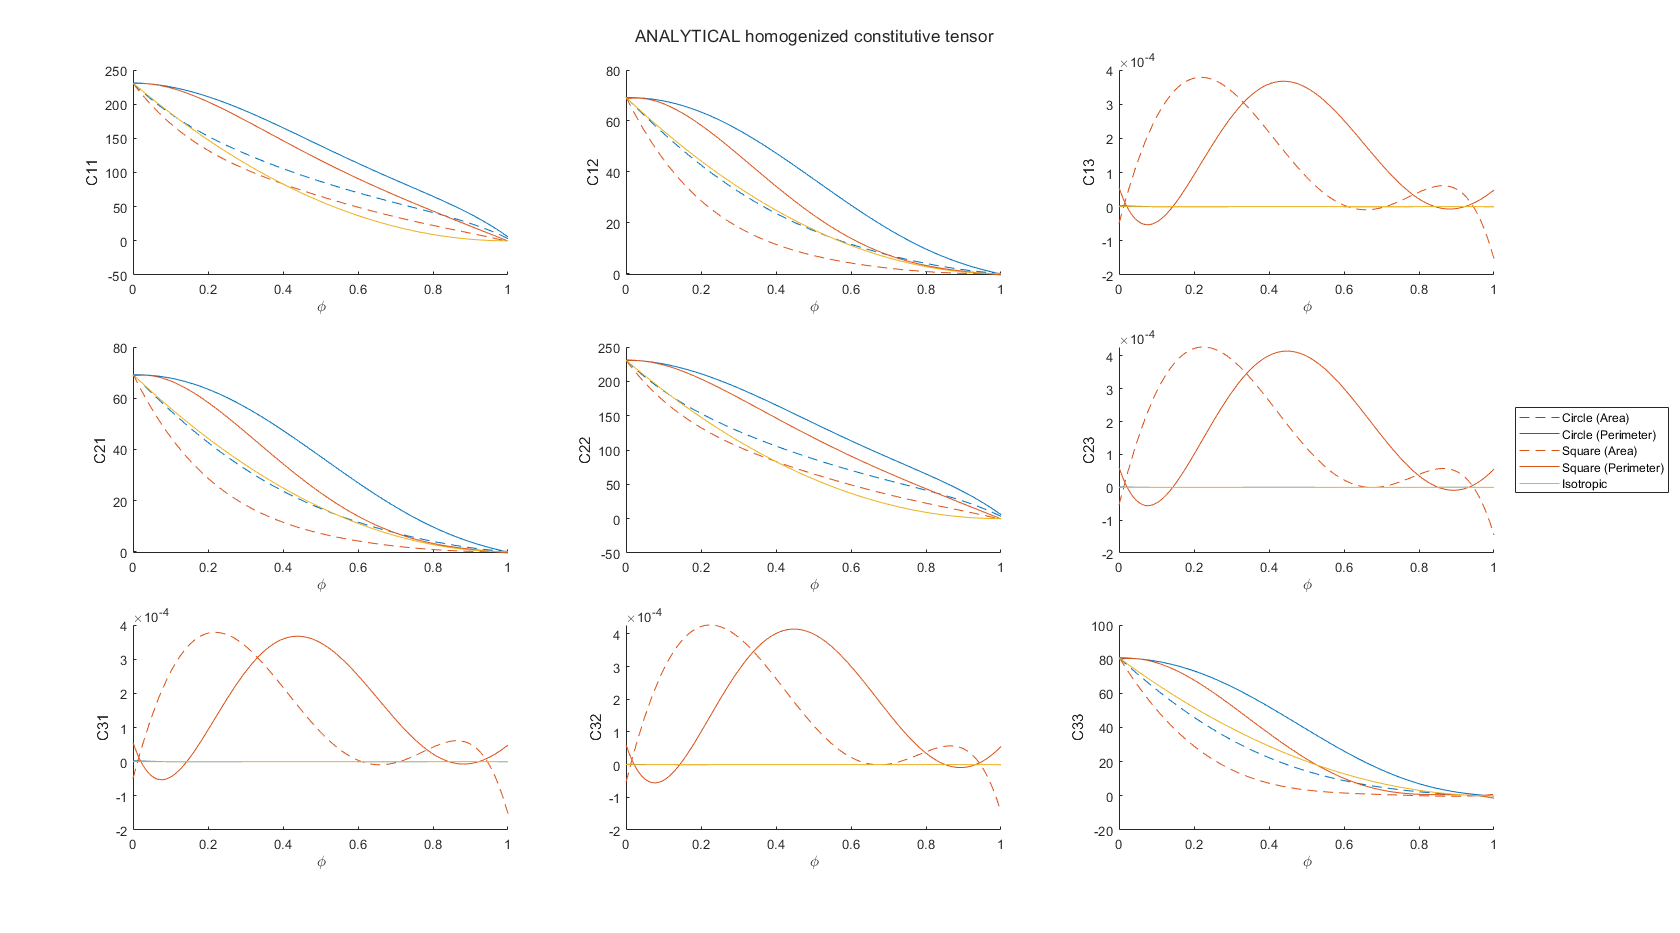 ANALYTICAL homogenized constitutive tensor
250
200
150
100
50
0
-50
C11
0 0.2 0.4 0.6 0.8 1
ϕ
80
60
40
20
0
C12
0 0.2 0.4 0.6 0.8 1
ϕ
×10-4
4
3
2
1
0
-1
-2
C13
0 0.2 0.4 0.6 0.8 1
ϕ
80
60
40
20
0
C21
0 0.2 0.4 0.6 0.8 1
ϕ
250
200
150
100
50
0
-50
C22
0 0.2 0.4 0.6 0.8 1
ϕ
×10-4
4
3
2
1
0
-1
-2
C23
0 0.2 0.4 0.6 0.8 1
ϕ
Circle (Area)
Circle (Perimeter)
Square (Area)
Square (Perimeter)
Isotropic
×10-4
4
3
2
1
0
-1
-2
C31
0 0.2 0.4 0.6 0.8 1
ϕ
×10-4
4
3
2
1
0
-1
-2
C32
0 0.2 0.4 0.6 0.8 1
ϕ
100
80
60
40
20
0
-20
C33
0 0.2 0.4 0.6 0.8 1
ϕ